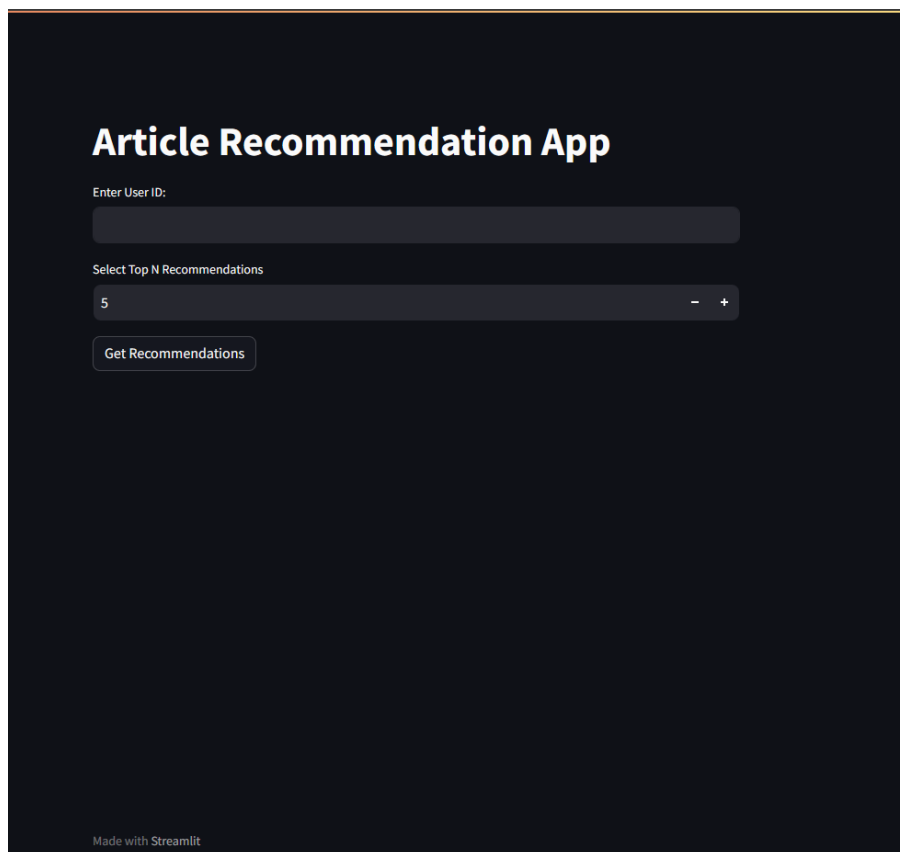 Article Recommendation App
Enter User ID:
Select Top N Recommendations
5 − +
Get Recommendations
Made with Streamlit